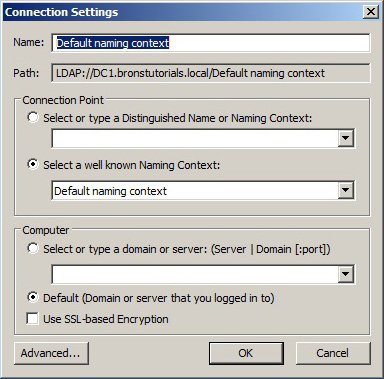 Connection Settings
Name: Default naming context
Path: LDAP://DC1.bronstutorials.local/Default naming context
Connection Point
Select or type a Distinguished Name or Naming Context:
Select a well known Naming Context:
Default naming context
Computer
Select or type a domain or server: (Server | Domain [:port])
Default (Domain or server that you logged in to)
Use SSL-based Encryption
Advanced... OK Cancel